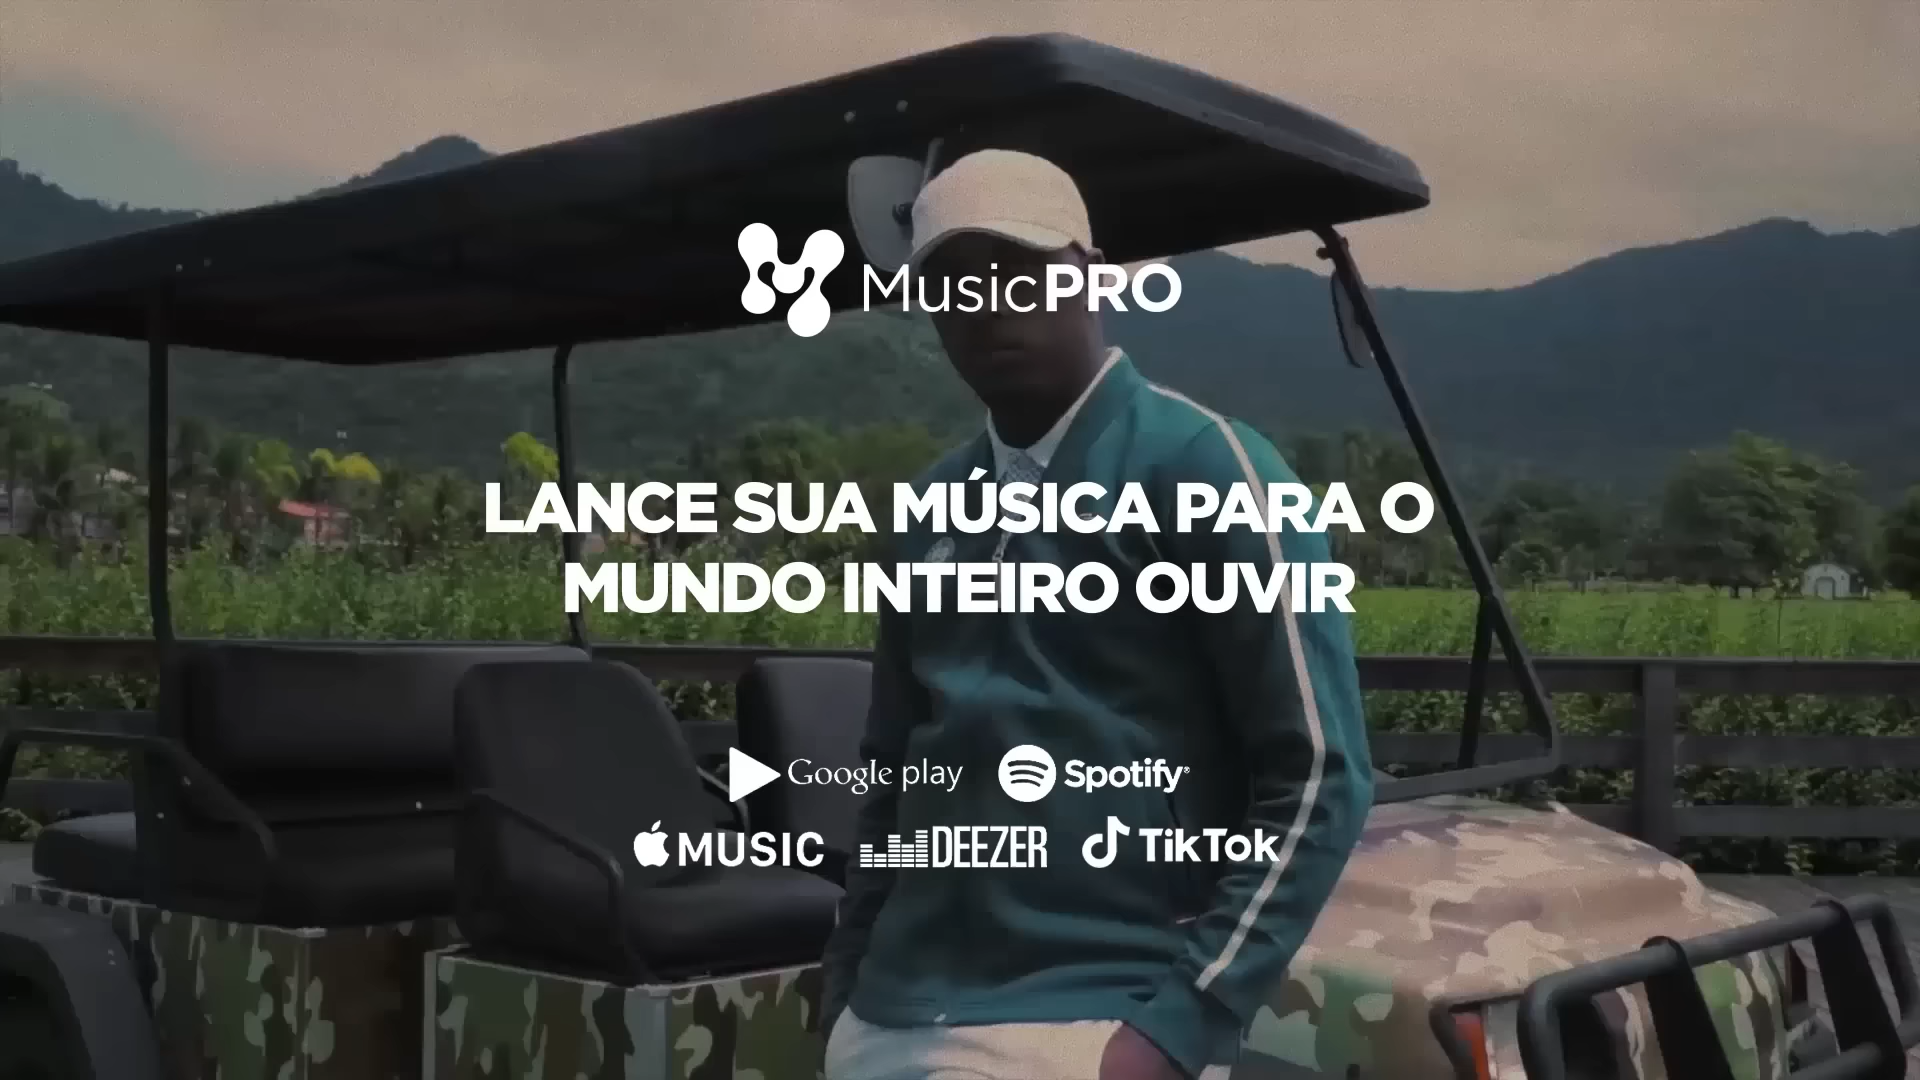 MusicPRO
LANCE SUA MÚSICA PARA O
MUNDO INTEIRO OUVIR
Google play Spotify
MUSIC DEEZER TikTok